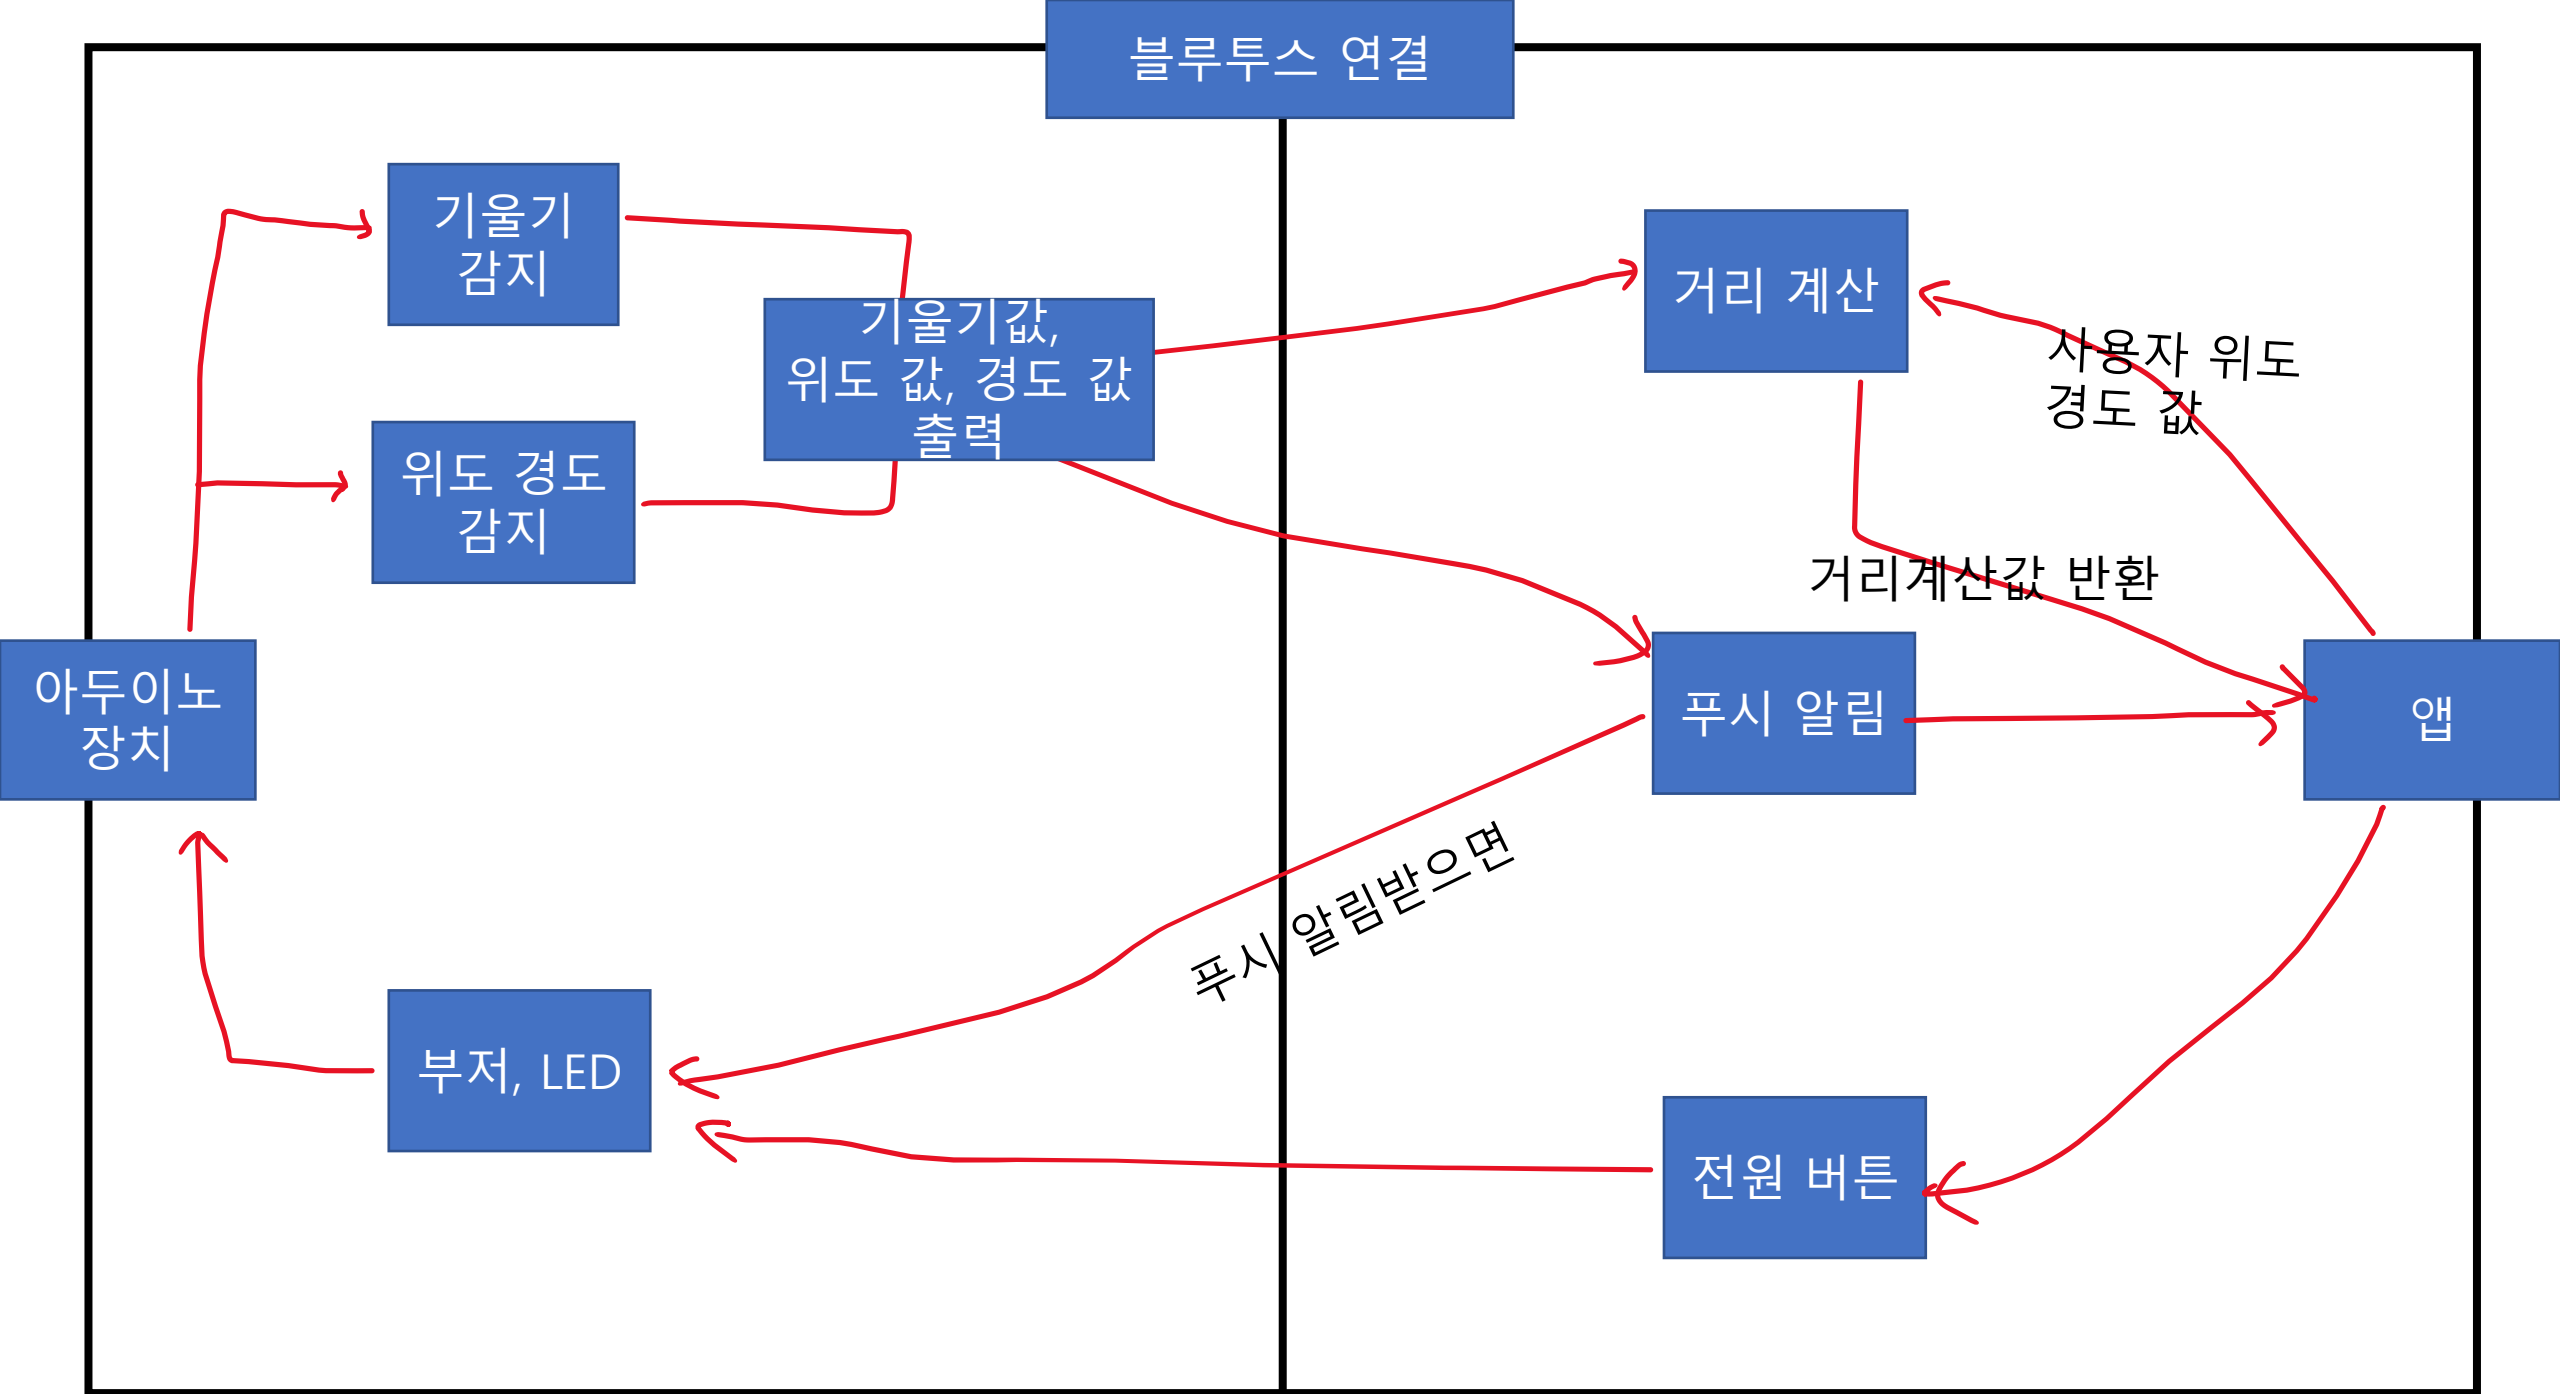 블루투스 연결
기울기
감지
기울기값,
위도 값, 경도 값
출력
위도 경도
감지
아두이노
장치
부저, LED
거리 계산
사용자 위도
경도 값
거리계산값 반환
푸시 알림
앱
푸시 알림받으면
전원 버튼